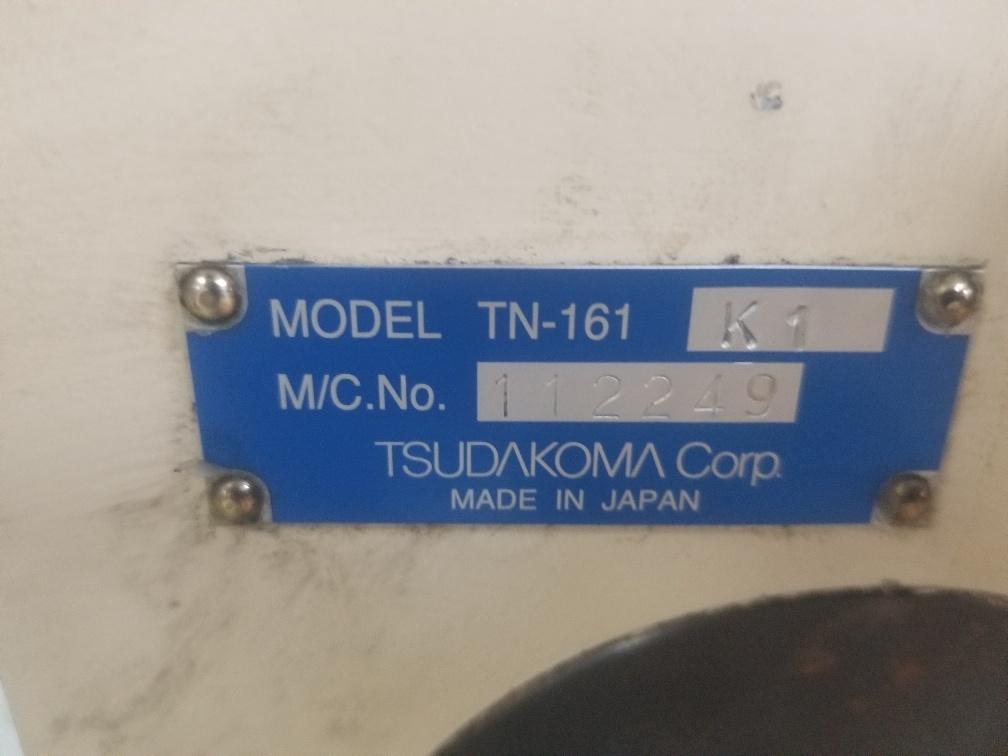 MODEL TN-161 K1
M/C.No. 112249
TSUDAKOMA Corp.
MADE IN JAPAN